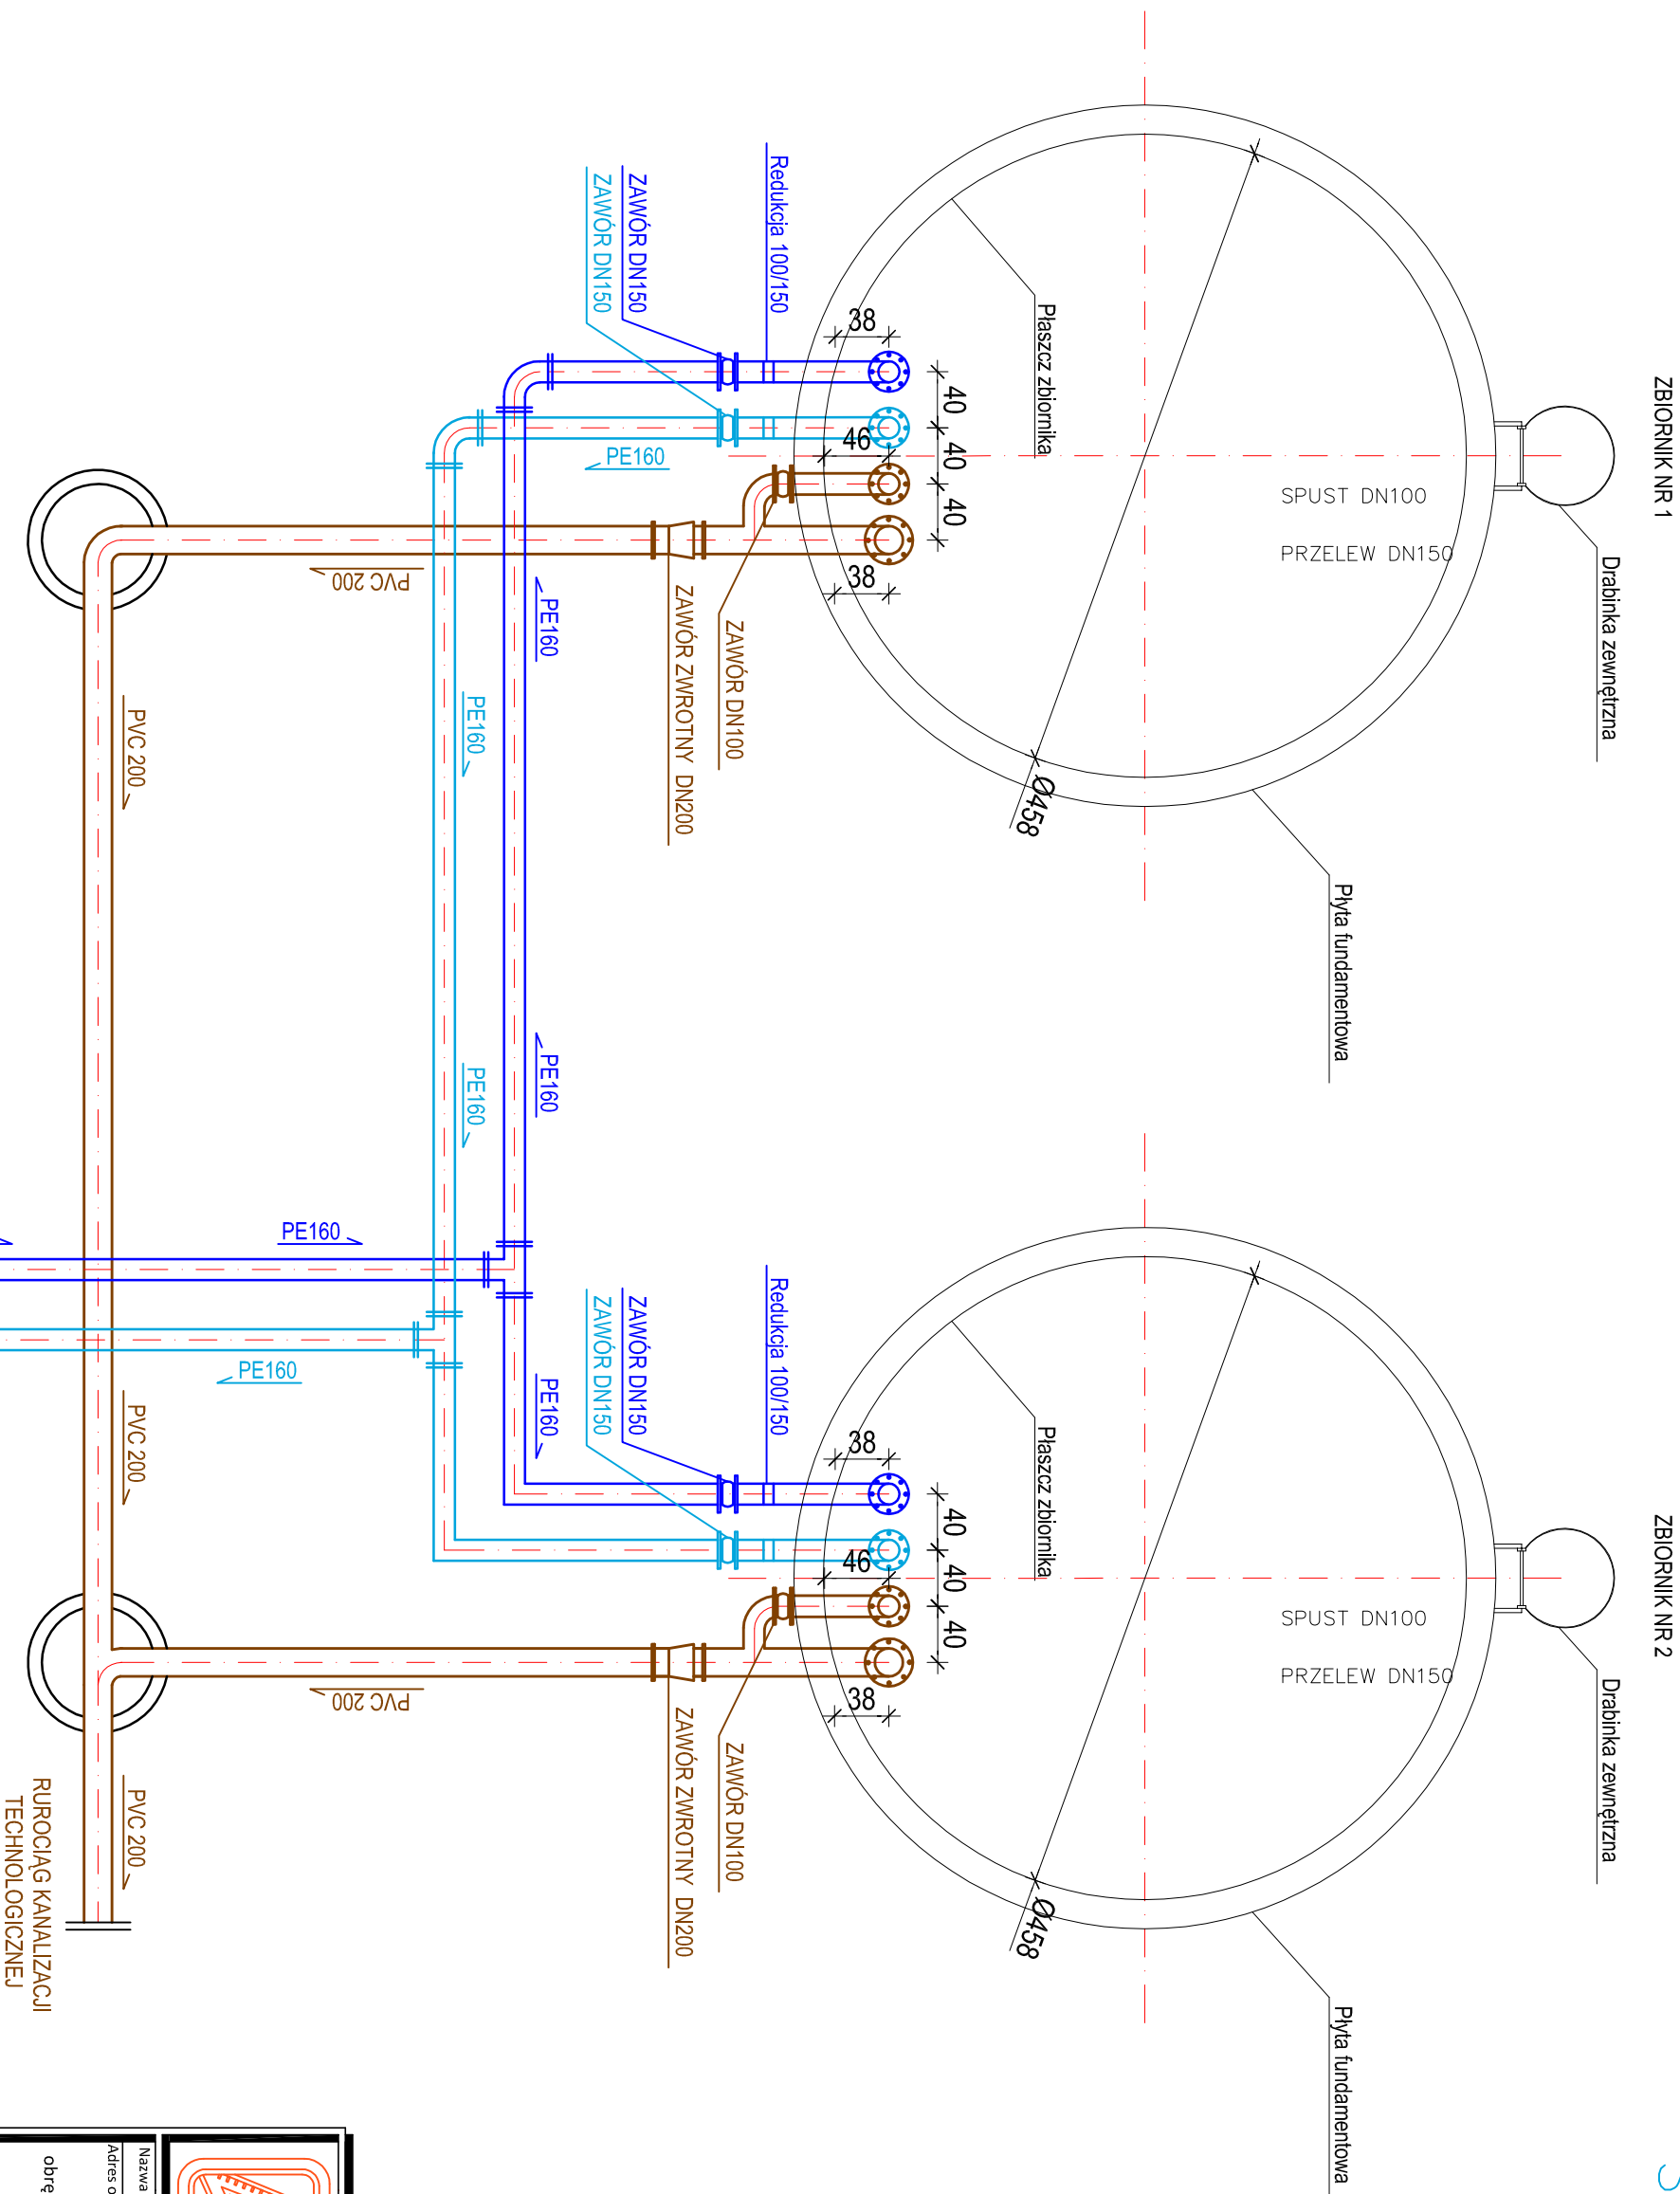 ZBIORNIK NR 1
Drabinka zewnętrzna
SPUST DN100
PRZELEW DN150
Płyta fundamentowa
Płaszcz zbiornika
Ø458
40
40
40
38
46
38
Redukcja 100/150
ZAWÓR DN150
ZAWÓR DN150
PE160
ZAWÓR DN100
ZAWÓR ZWROTNY DN200
PE160
PE160
PE160
PE160
PVC 200
PVC 200
ZBIORNIK NR 2
Drabinka zewnętrzna
SPUST DN100
PRZELEW DN150
Płyta fundamentowa
Płaszcz zbiornika
Ø458
40
40
40
38
46
38
Redukcja 100/150
ZAWÓR DN150
ZAWÓR DN150
ZAWÓR DN100
ZAWÓR ZWROTNY DN200
PE160
PE160
PE160
PVC 200
PVC 200
PVC 200
RUROCIĄG KANALIZACJI
TECHNOLOGICZNEJ
Nazwa
Adres o
obrę